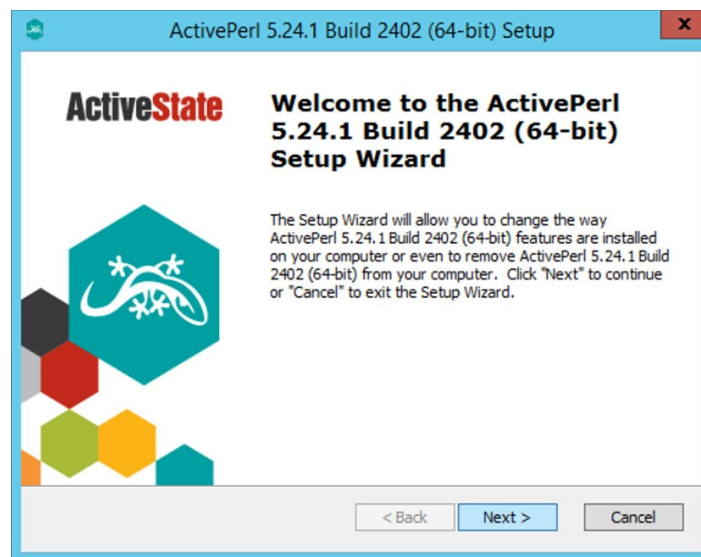 ActivePerl 5.24.1 Build 2402 (64-bit) Setup
x
ActiveState
Welcome to the ActivePerl
5.24.1 Build 2402 (64-bit)
Setup Wizard
The Setup Wizard will allow you to change the way
ActivePerl 5.24.1 Build 2402 (64-bit) features are installed
on your computer or even to remove ActivePerl 5.24.1 Build
2402 (64-bit) from your computer.  Click "Next" to continue
or "Cancel" to exit the Setup Wizard.
< Back Next > Cancel